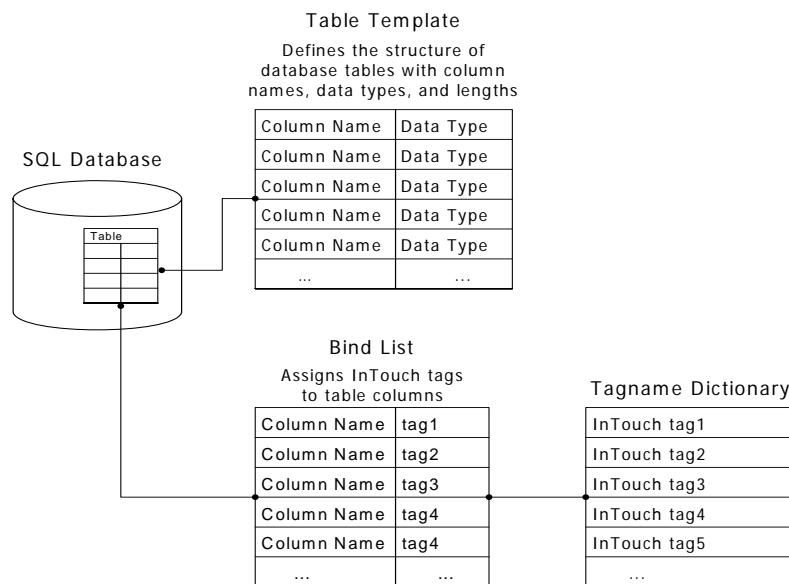 Table Template
Defines the structure of
database tables with column
names, data types, and lengths
Column Name Data Type
Column Name Data Type
Column Name Data Type
Column Name Data Type
Column Name Data Type
... ...
SQL Database
Table
Bind List
Assigns InTouch tags
to table columns
Column Name tag1
Column Name tag2
Column Name tag3
Column Name tag4
Column Name tag4
... ...
Tagname Dictionary
InTouch tag1
InTouch tag2
InTouch tag3
InTouch tag4
InTouch tag5
...